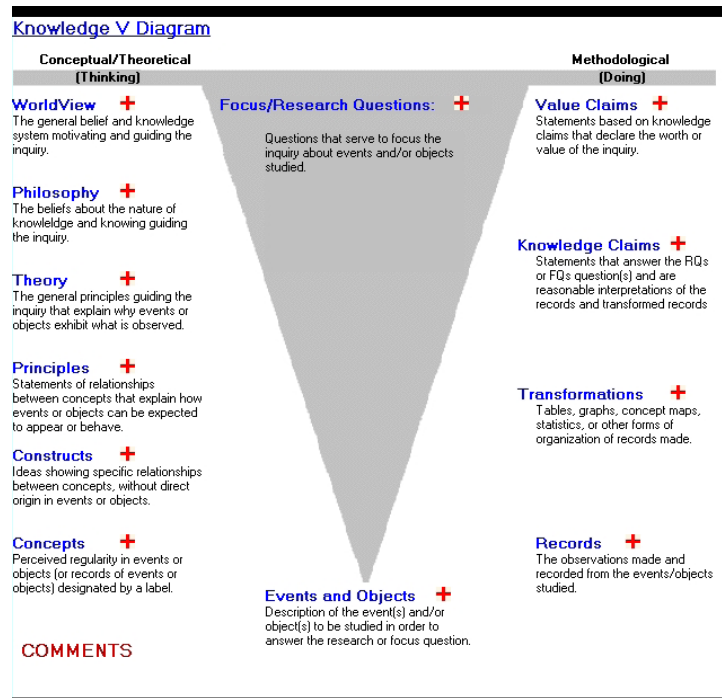 Knowledge V Diagram
Conceptual/Theoretical
(Thinking)
Methodological
(Doing)
WorldView
The general belief and knowledge
system motivating and guiding the
inquiry.
Philosophy
The beliefs about the nature of
knowleldge and knowing guiding
the inquiry.
Theory
The general principles guiding the
inquiry that explain why events or
objects exhibit what is observed.
Principles
Statements of relationships
between concepts that explain how
events or objects can be expected
to appear or behave.
Constructs
Ideas showing specific relationships
between concepts, without direct
origin in events or objects.
Concepts
Perceived regularity in events or
objects (or records of events or
objects) designated by a label.
Focus/Research Questions:
Questions that serve to focus the
inquiry about events and/or objects
studied.
Events and Objects
Description of the event(s) and/or
object(s) to be studied in order to
answer the research or focus question.
Value Claims
Statements based on knowledge
claims that declare the worth or
value of the inquiry.
Knowledge Claims
Statements that answer the RQs
or FQs question(s) and are
reasonable interpretations of the
records and transformed records
Transformations
Tables, graphs, concept maps,
statistics, or other forms of
organization of records made.
Records
The observations made and
recorded from the events/objects
studied.
COMMENTS